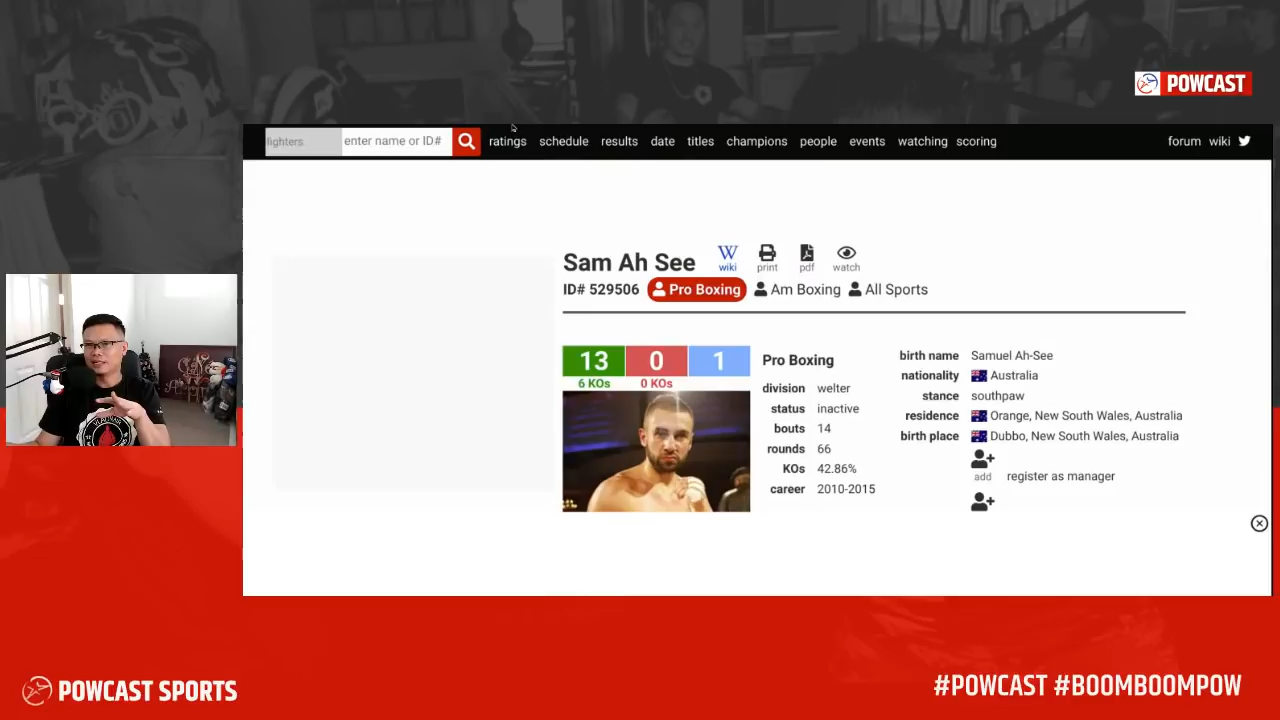 POWCAST
fighters enter name or ID# ratings schedule results date titles champions people events watching scoring forum wiki
Sam Ah See
W wiki print pdf watch
ID# 529506 Pro Boxing Am Boxing All Sports
13 0 1
6 KOs 0 KOs
Pro Boxing
division welter
status inactive
bouts 14
rounds 66
KOs 42.86%
career 2010-2015
birth name Samuel Ah-See
nationality Australia
stance southpaw
residence Orange, New South Wales, Australia
birth place Dubbo, New South Wales, Australia
add register as manager
POWCAST SPORTS
#POWCAST #BOOMBOOMPOW